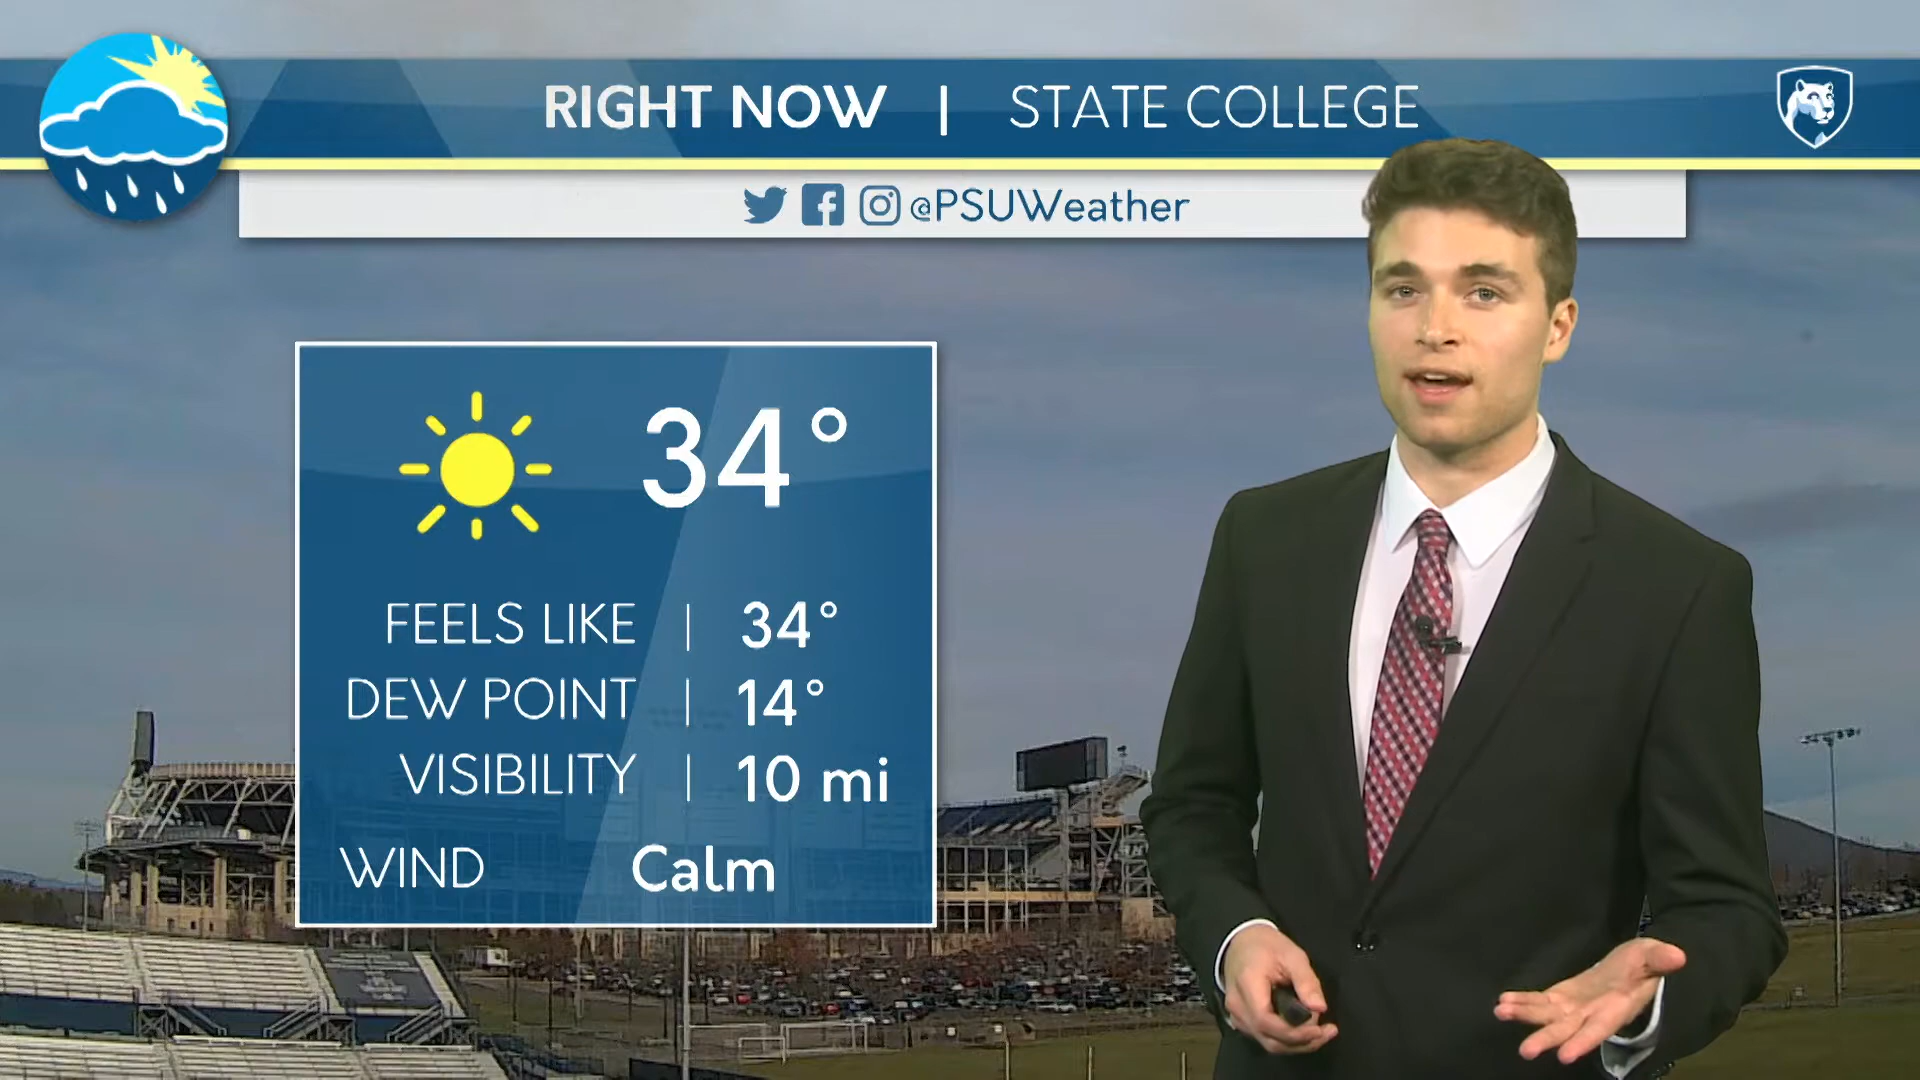 RIGHT NOW | STATE COLLEGE
@PSUWeather
34°
FEELS LIKE | 34°
DEW POINT | 14°
VISIBILITY | 10 mi
WIND Calm